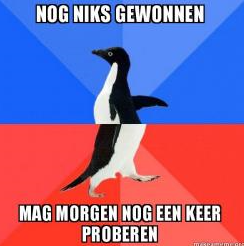 NOG NIKS GEWONNEN
MAG MORGEN NOG EEN KEER
PROBEREN